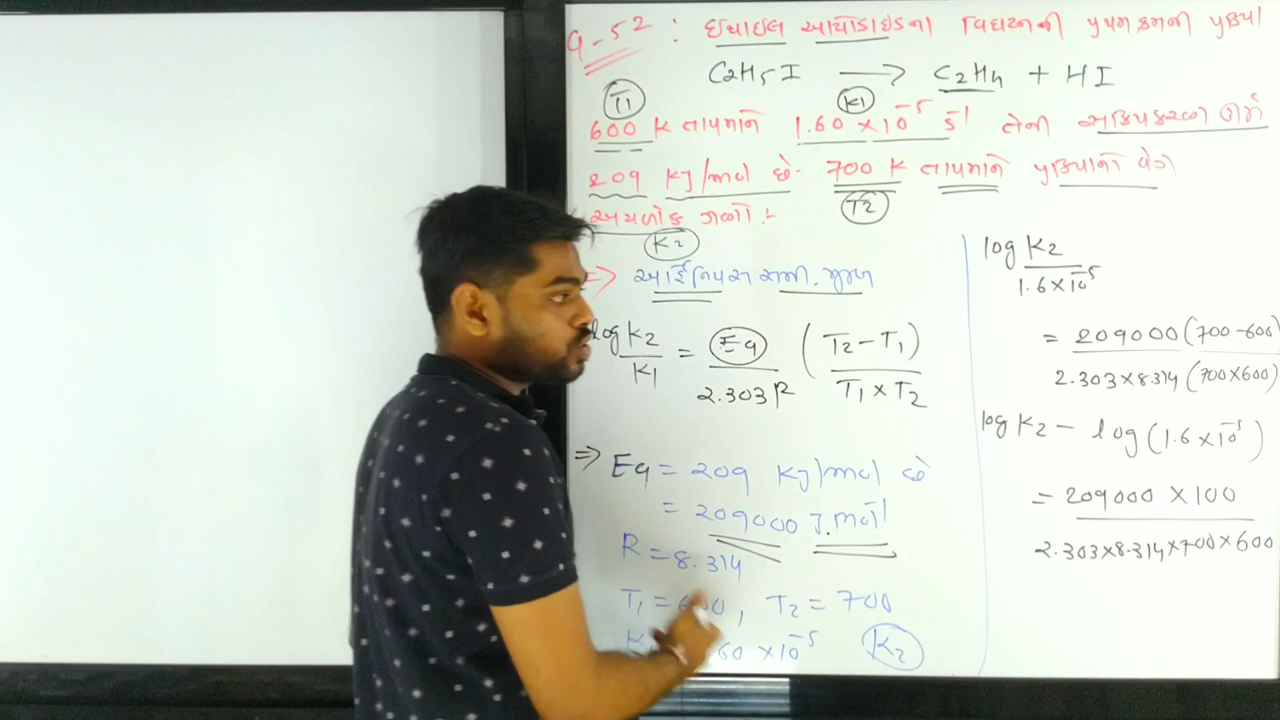 Q-52 : ઇથાઇલ આયોડાઇડના વિઘટનની પ્રથમ ક્રમની પ્રક્રિયા
C2H5I ⟶ C2H4 + HI
T1 K1
600 K તાપમાને 1.60 × 10⁻⁵ s⁻¹ તેની સક્રિયકરણ ઊર્જા
209 KJ/mol છે. 700 K તાપમાને પ્રક્રિયાનો વેગ
T2
અચળાંક ગણો :-
K2
⇒ આર્હેનિયસ સમી. મુજબ
log K2/K1 = Ea/2.303R (T2 - T1 / T1 × T2)
⇒ Ea = 209 KJ/mol છે
= 209000 J.mol⁻¹
R = 8.314
T1 = 600, T2 = 700
K 60 × 10⁻⁵ K2
log K2/1.6 × 10⁻⁵
= 209000 (700 - 600) / 2.303 × 8.314 (700 × 600)
log K2 - log (1.6 × 10⁻⁵)
= 209000 × 100 / 2.303 × 8.314 × 700 × 600